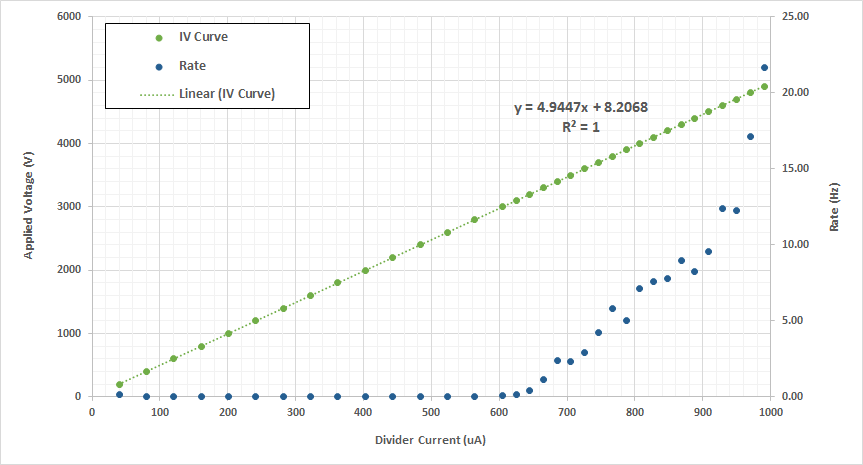 6000
5000
4000
3000
2000
1000
0
Applied Voltage (V)
IV Curve
Rate
Linear (IV Curve)
y = 4.9447x + 8.2068
R² = 1
25.00
20.00
15.00
10.00
5.00
0.00
Rate (Hz)
0 100 200 300 400 500 600 700 800 900 1000
Divider Current (uA)